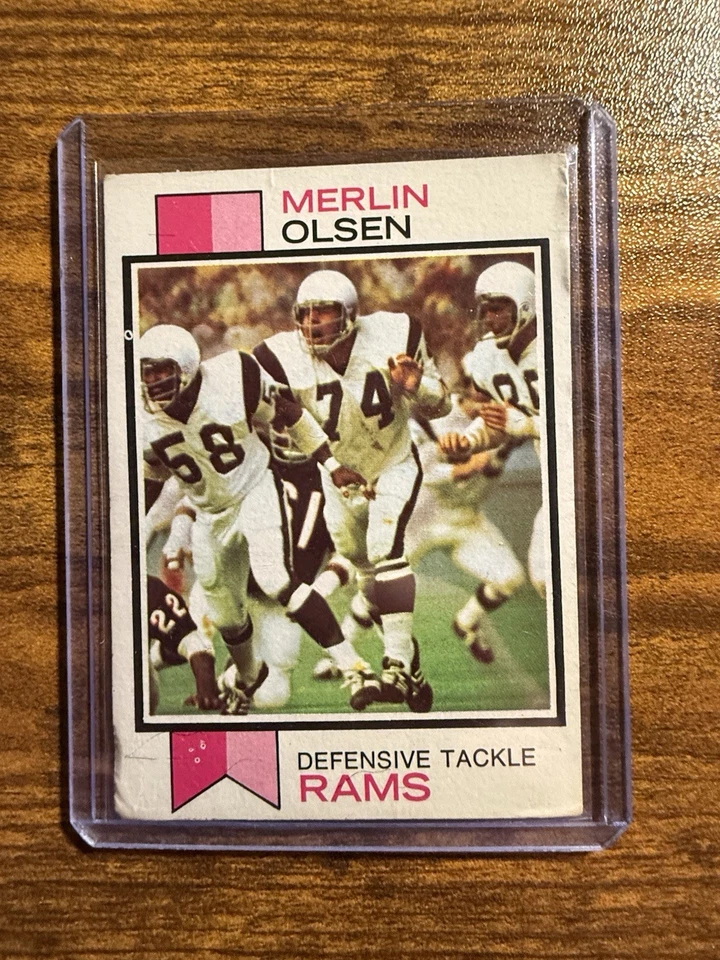 MERLIN
OLSEN
58
74
22
DEFENSIVE TACKLE
RAMS